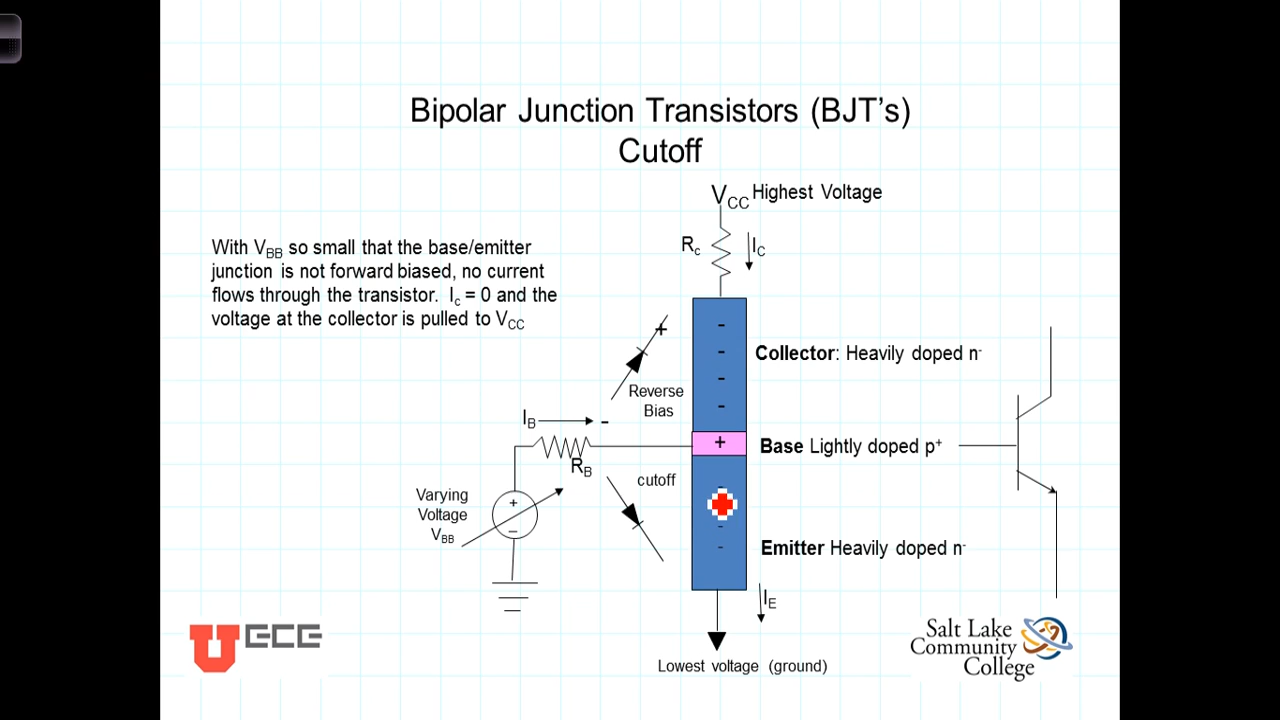 Bipolar Junction Transistors (BJT’s)
Cutoff
VCC Highest Voltage
Rc
IC
With VBB so small that the base/emitter
junction is not forward biased, no current
flows through the transistor. Ic = 0 and the
voltage at the collector is pulled to VCC
+
-
-
-
-
Collector: Heavily doped n-
Reverse
Bias
IB
-
+
Base Lightly doped p+
RB
cutoff
Varying
Voltage
VBB
+
-
-
-
Emitter Heavily doped n-
IE
Lowest voltage (ground)
U ECE
Salt Lake
Community
College